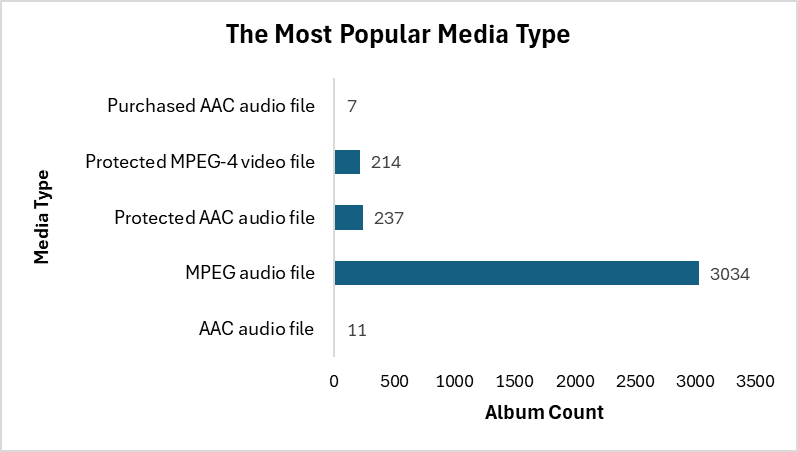 The Most Popular Media Type
Media Type
Purchased AAC audio file 7
Protected MPEG-4 video file 214
Protected AAC audio file 237
MPEG audio file 3034
AAC audio file 11
0 500 1000 1500 2000 2500 3000 3500
Album Count